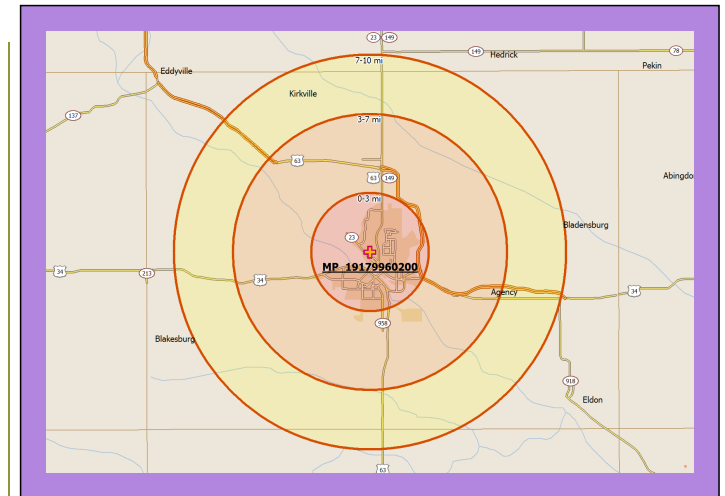 23 149
149
Hedrick
78
7-10 mi
Pekin
Eddyville
Kirkville
137
3-7 mi
63
63 149
Abingdo
0-3 mi
Bladensburg
23
MP_19179960200
34
213
34
Agency
34
958
Blakesburg
918
Eldon
63